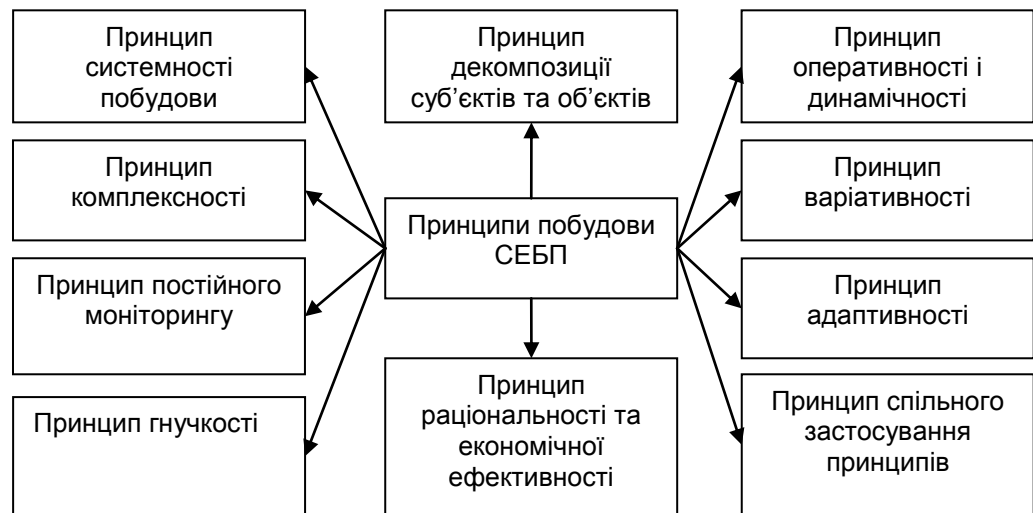 Принцип
системності
побудови
Принцип
декомпозиції
суб’єктів та об’єктів
Принцип
оперативності і
динамічності
Принцип
комплексності
Принципи побудови
СЕБП
Принцип
варіативності
Принцип постійного
моніторингу
Принцип
адаптивності
Принцип гнучкості
Принцип
раціональності та
економічної
ефективності
Принцип спільного
застосування
принципів